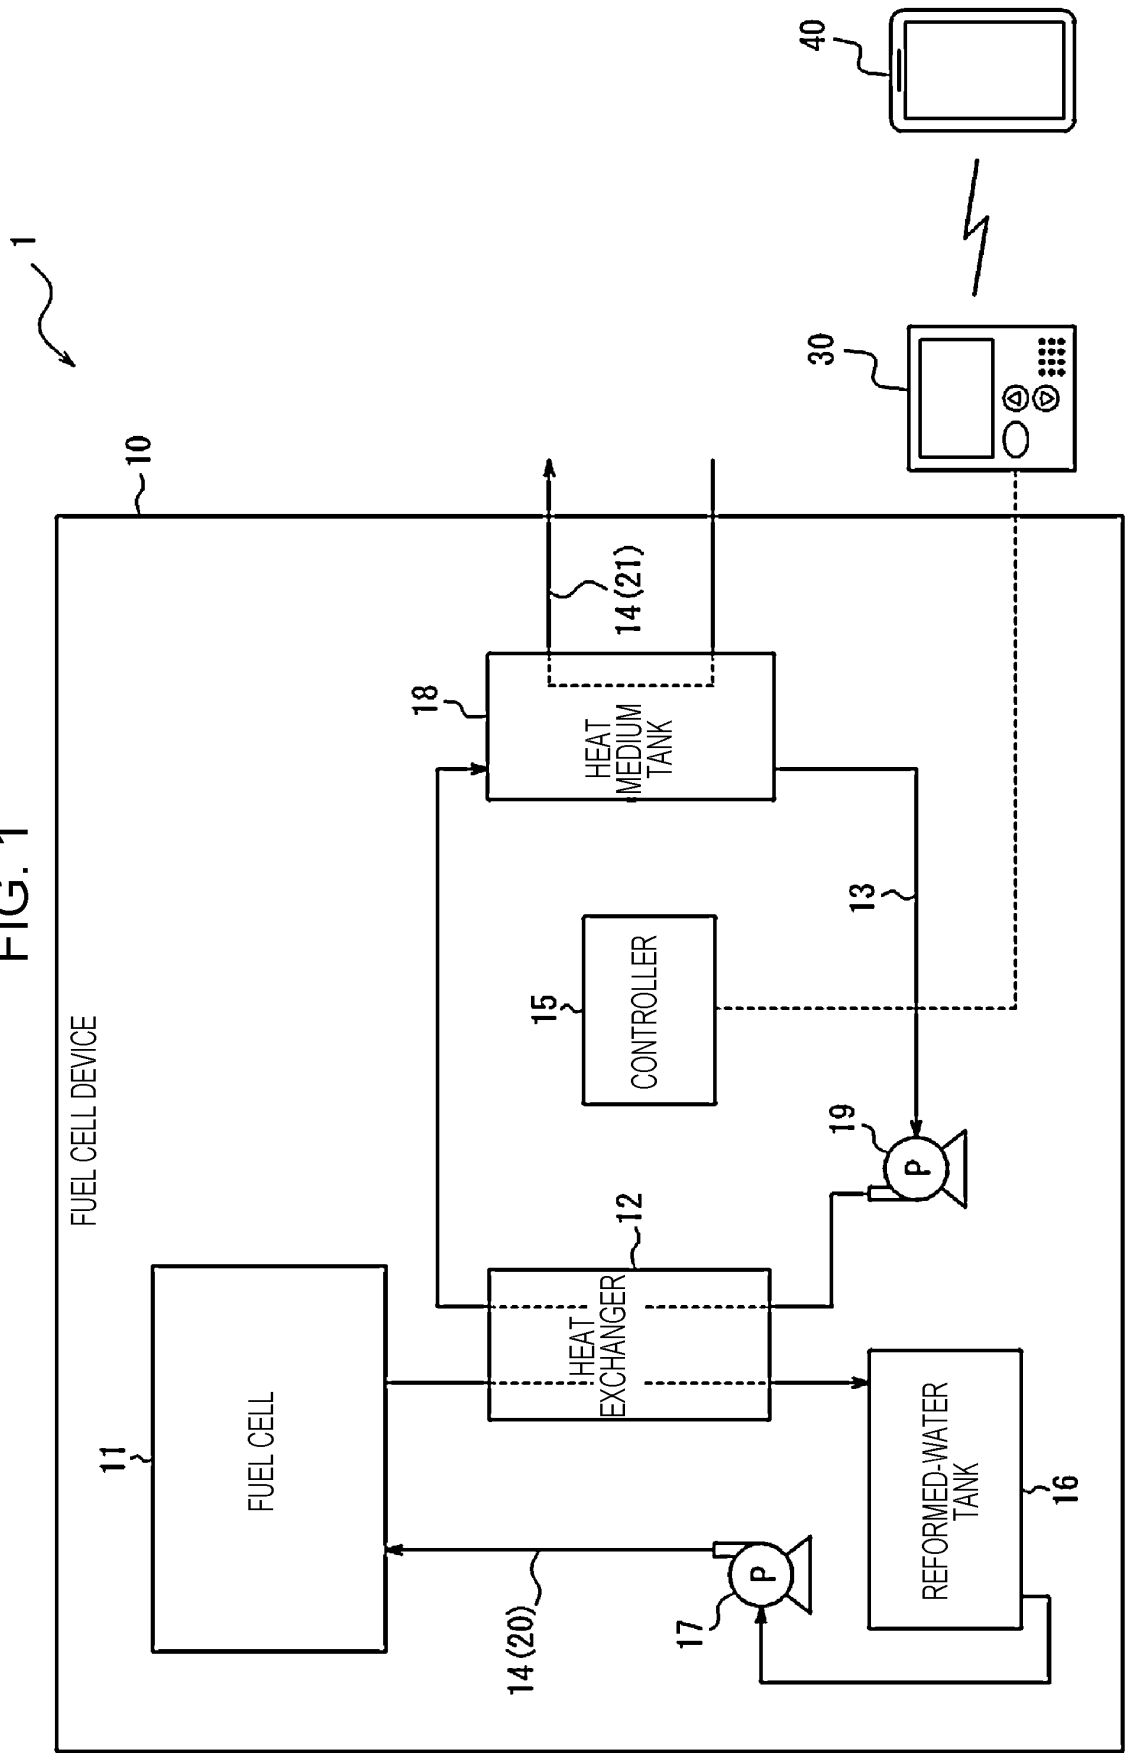 FIG. 1
1
FUEL CELL DEVICE
10
11
FUEL CELL
14 (20)
17
P
REFORMED-WATER
TANK
16
HEAT
EXCHANGER
12
19
P
15
CONTROLLER
13
18
HEAT
MEDIUM
TANK
14 (21)
30
40